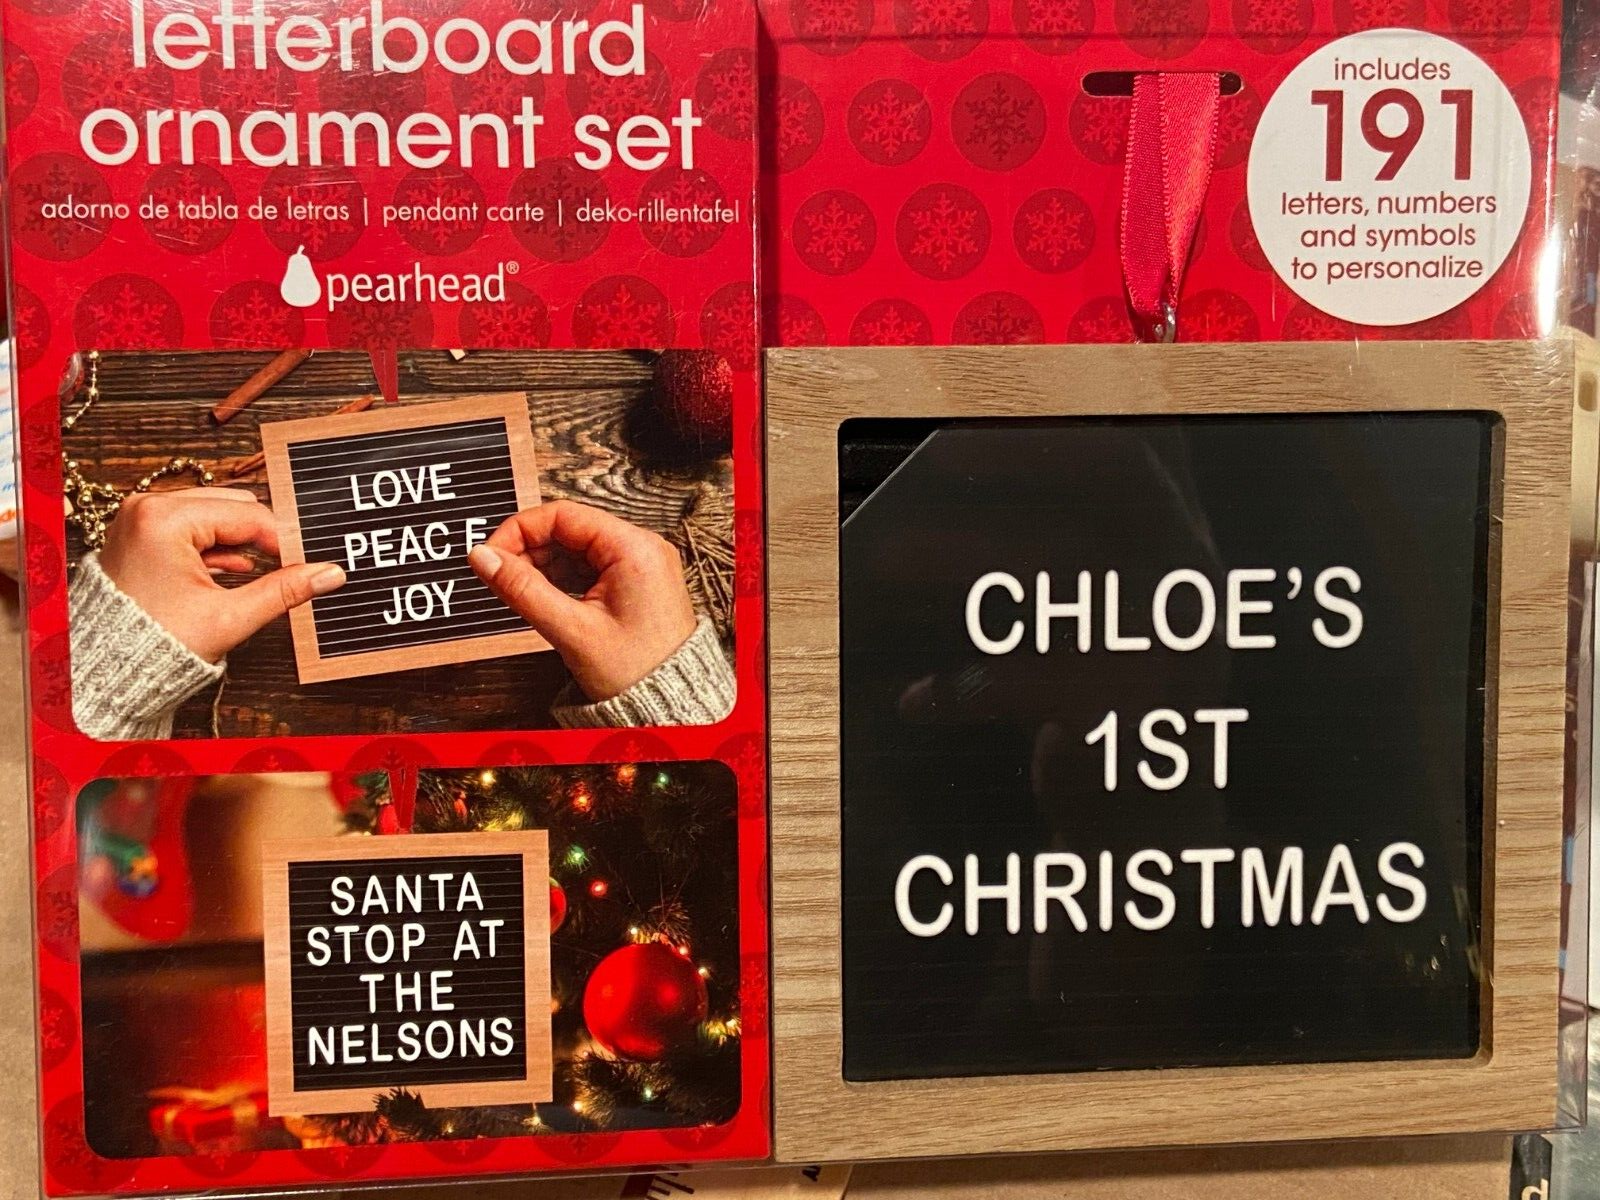 letterboard
ornament set
adorno de tabla de letras | pendant carte | deko-rillentafel
pearhead®
LOVE
PEAC E
JOY
SANTA
STOP AT
THE
NELSONS
includes
191
letters, numbers
and symbols
to personalize
CHLOE'S
1ST
CHRISTMAS